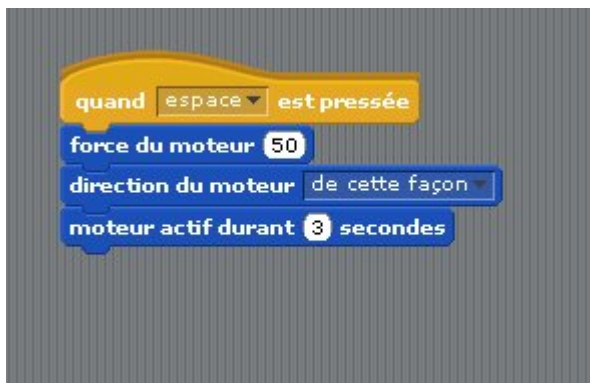 quand espace est pressée
force du moteur 50
direction du moteur de cette façon
moteur actif durant 3 secondes